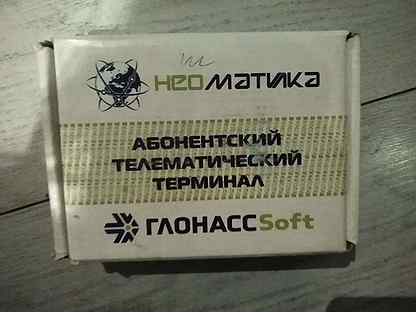 неоматика
АБОНЕНТСКИЙ
ТЕЛЕМАТИЧЕСКИЙ
ТЕРМИНАЛ
ГЛОНАССSoft